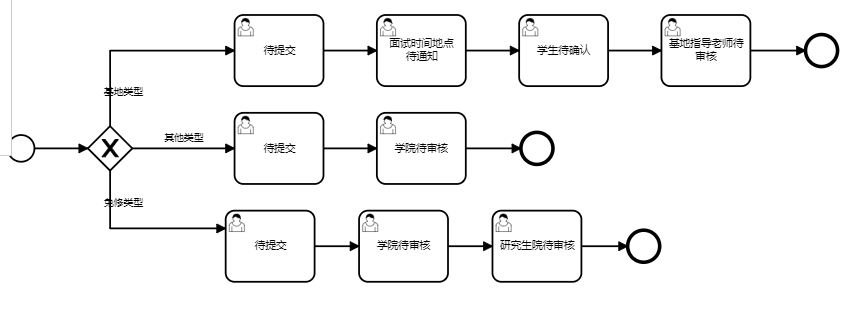 待提交
面试时间地点
待通知
学生待确认
基地指导老师待
审核
基地类型
其他类型
待提交
学院待审核
免修类型
待提交
学院待审核
研究生院待审核